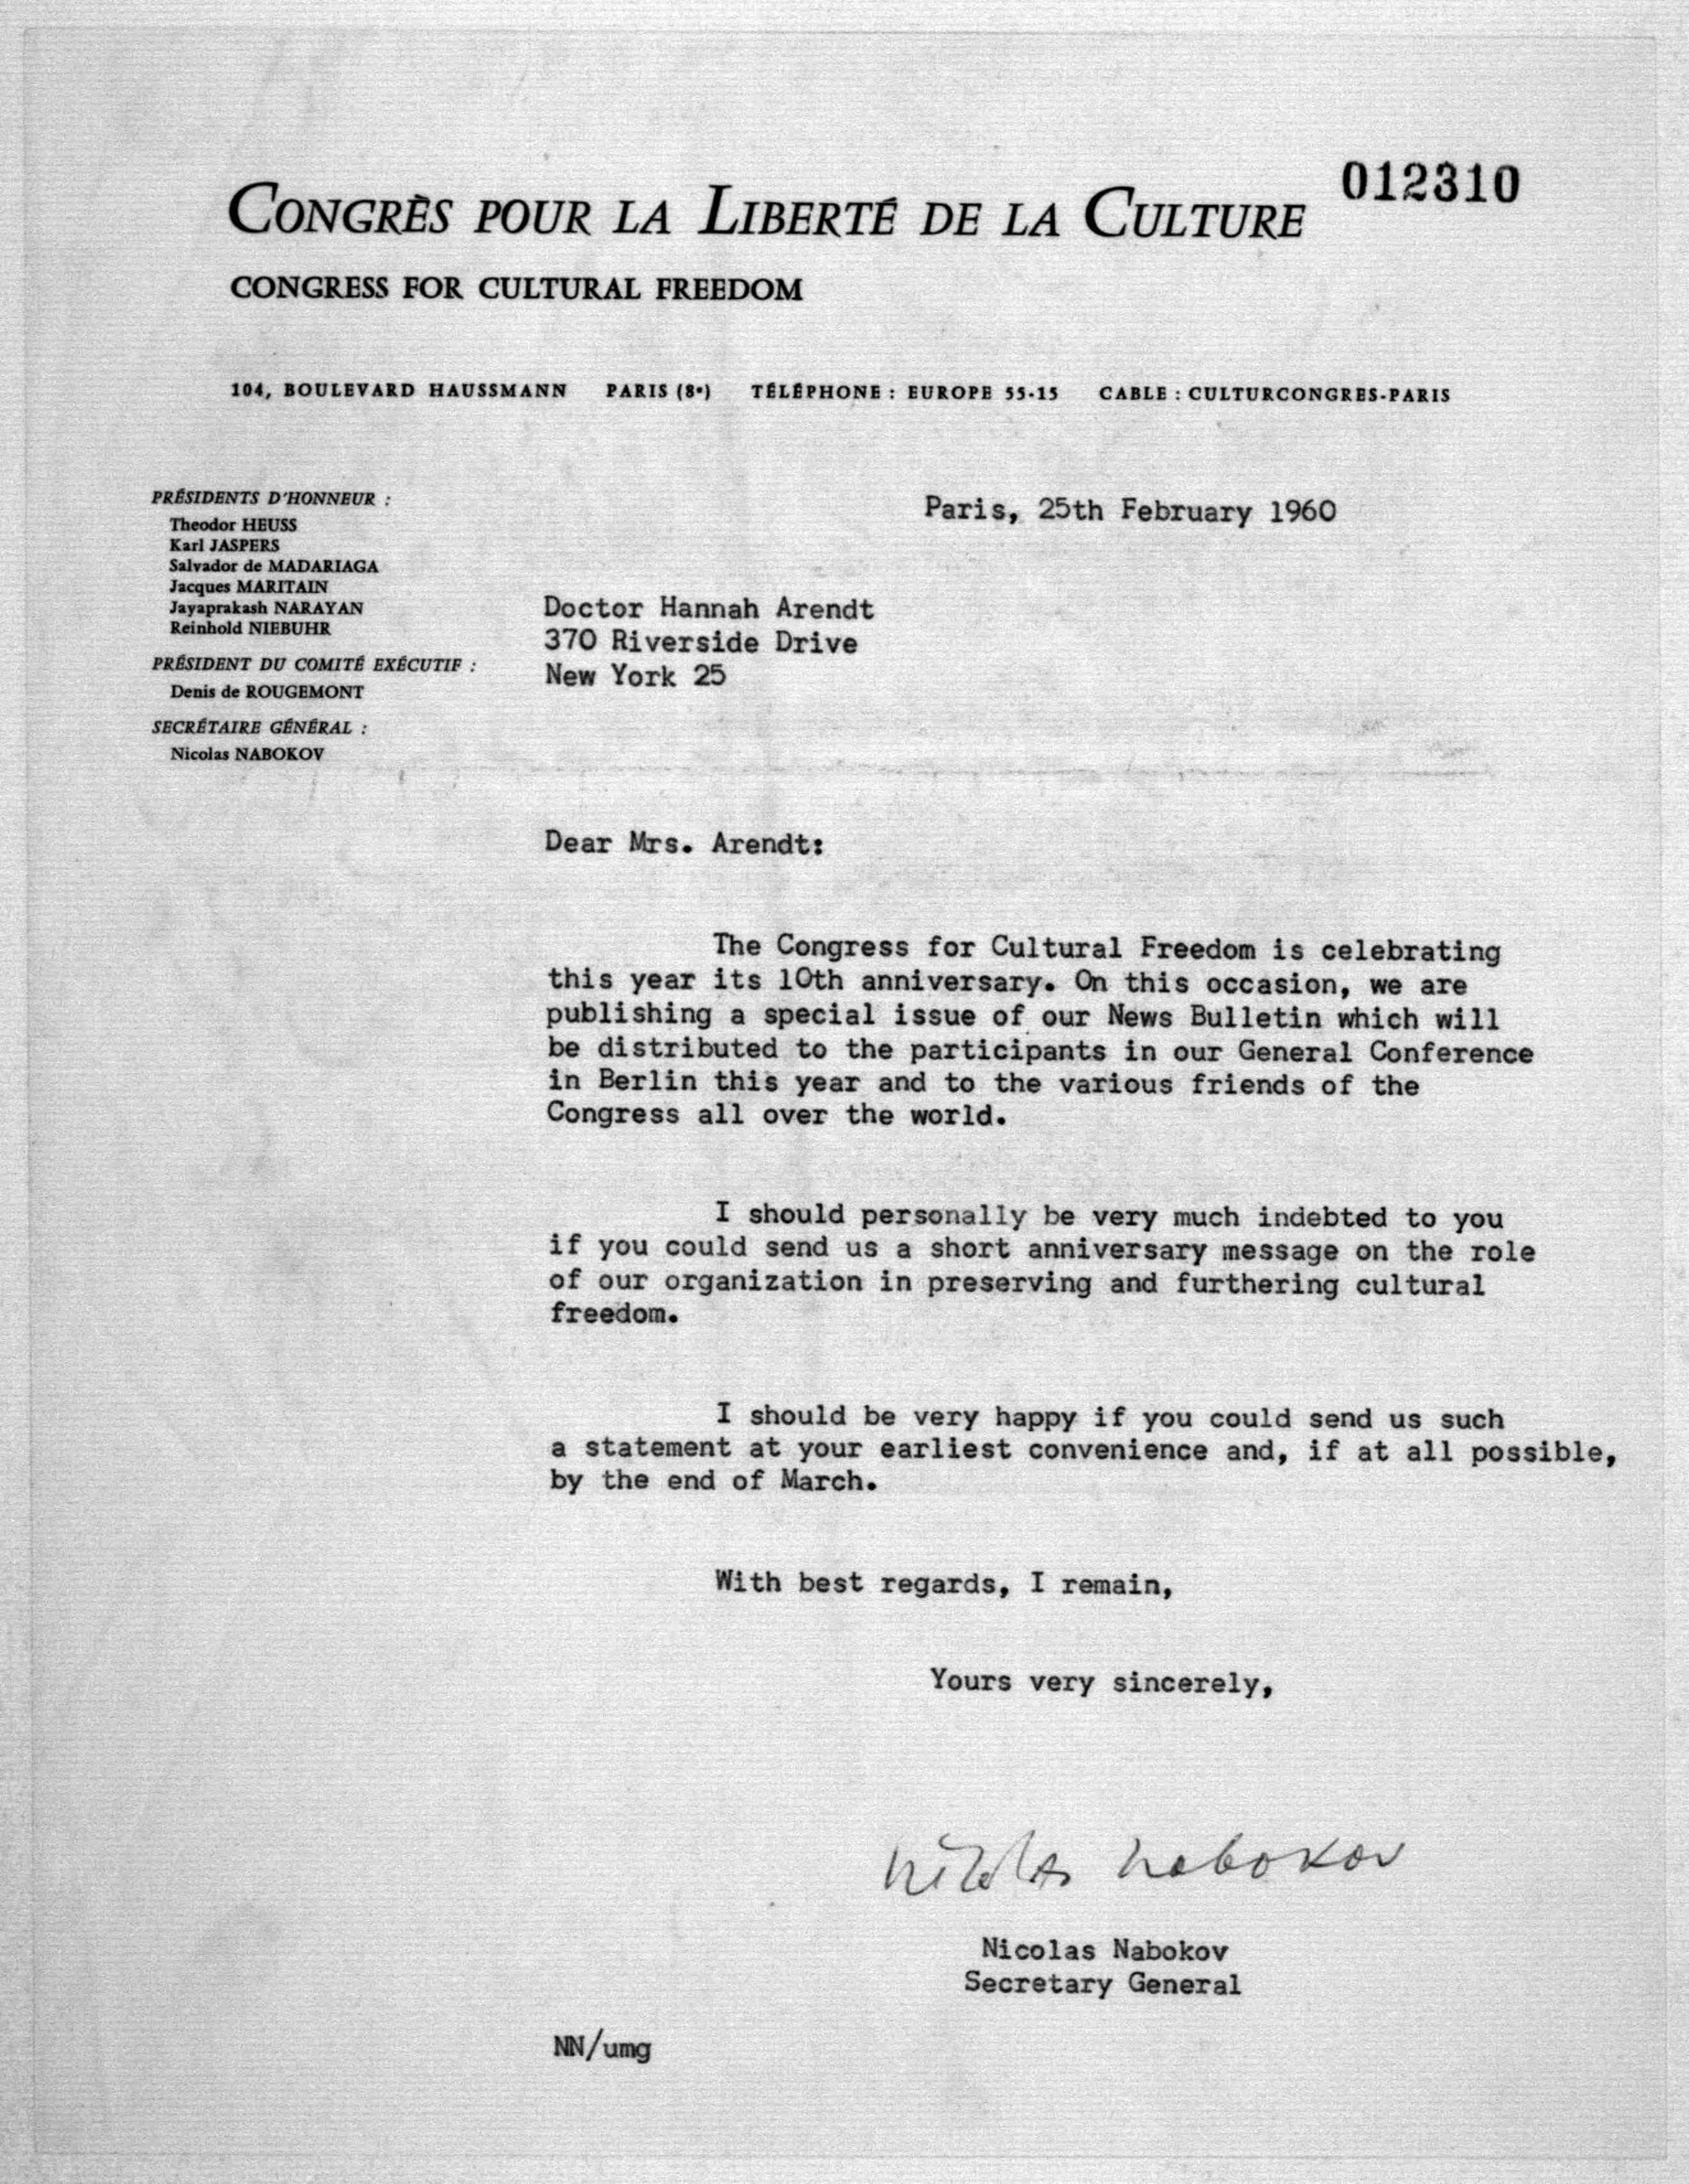 012310
CONGRÈS POUR LA LIBERTÉ DE LA CULTURE
CONGRESS FOR CULTURAL FREEDOM
104, BOULEVARD HAUSSMANN PARIS (8e) TÉLÉPHONE : EUROPE 55-15 CABLE : CULTURCONGRES-PARIS
PRÉSIDENTS D'HONNEUR :
Theodor HEUSS
Karl JASPERS
Salvador de MADARIAGA
Jacques MARITAIN
Jayaprakash NARAYAN
Reinhold NIEBUHR
PRÉSIDENT DU COMITÉ EXÉCUTIF :
Denis de ROUGEMONT
SECRÉTAIRE GÉNÉRAL :
Nicolas NABOKOV
Paris, 25th February 1960
Doctor Hannah Arendt
370 Riverside Drive
New York 25
Dear Mrs. Arendt:
The Congress for Cultural Freedom is celebrating
this year its 10th anniversary. On this occasion, we are
publishing a special issue of our News Bulletin which will
be distributed to the participants in our General Conference
in Berlin this year and to the various friends of the
Congress all over the world.
I should personally be very much indebted to you
if you could send us a short anniversary message on the role
of our organization in preserving and furthering cultural
freedom.
I should be very happy if you could send us such
a statement at your earliest convenience and, if at all possible,
by the end of March.
With best regards, I remain,
Yours very sincerely,
Nicolas Nabokov
Nicolas Nabokov
Secretary General
NN/umg